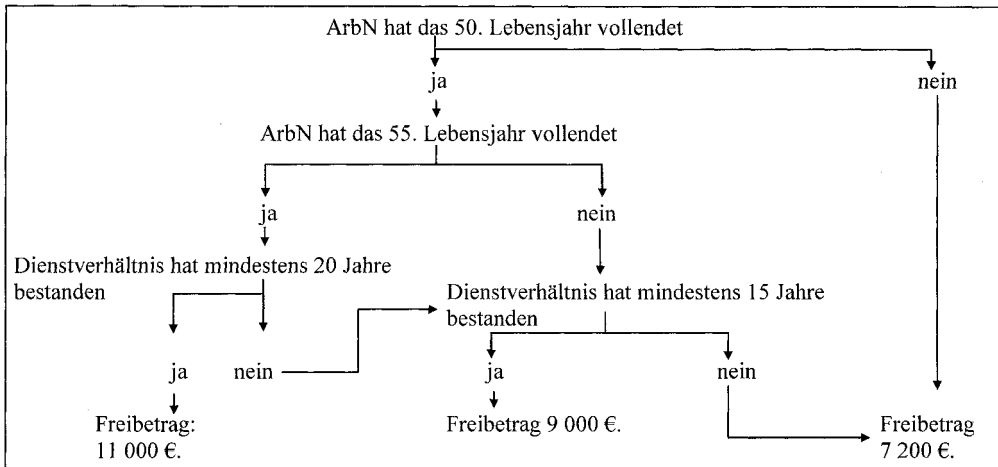 ArbN hat das 50. Lebensjahr vollendet
ja
nein
ArbN hat das 55. Lebensjahr vollendet
ja
nein
Dienstverhältnis hat mindestens 20 Jahre
bestanden
Dienstverhältnis hat mindestens 15 Jahre
bestanden
ja
nein
ja
nein
Freibetrag:
11 000 €.
Freibetrag 9 000 €.
Freibetrag
7 200 €.